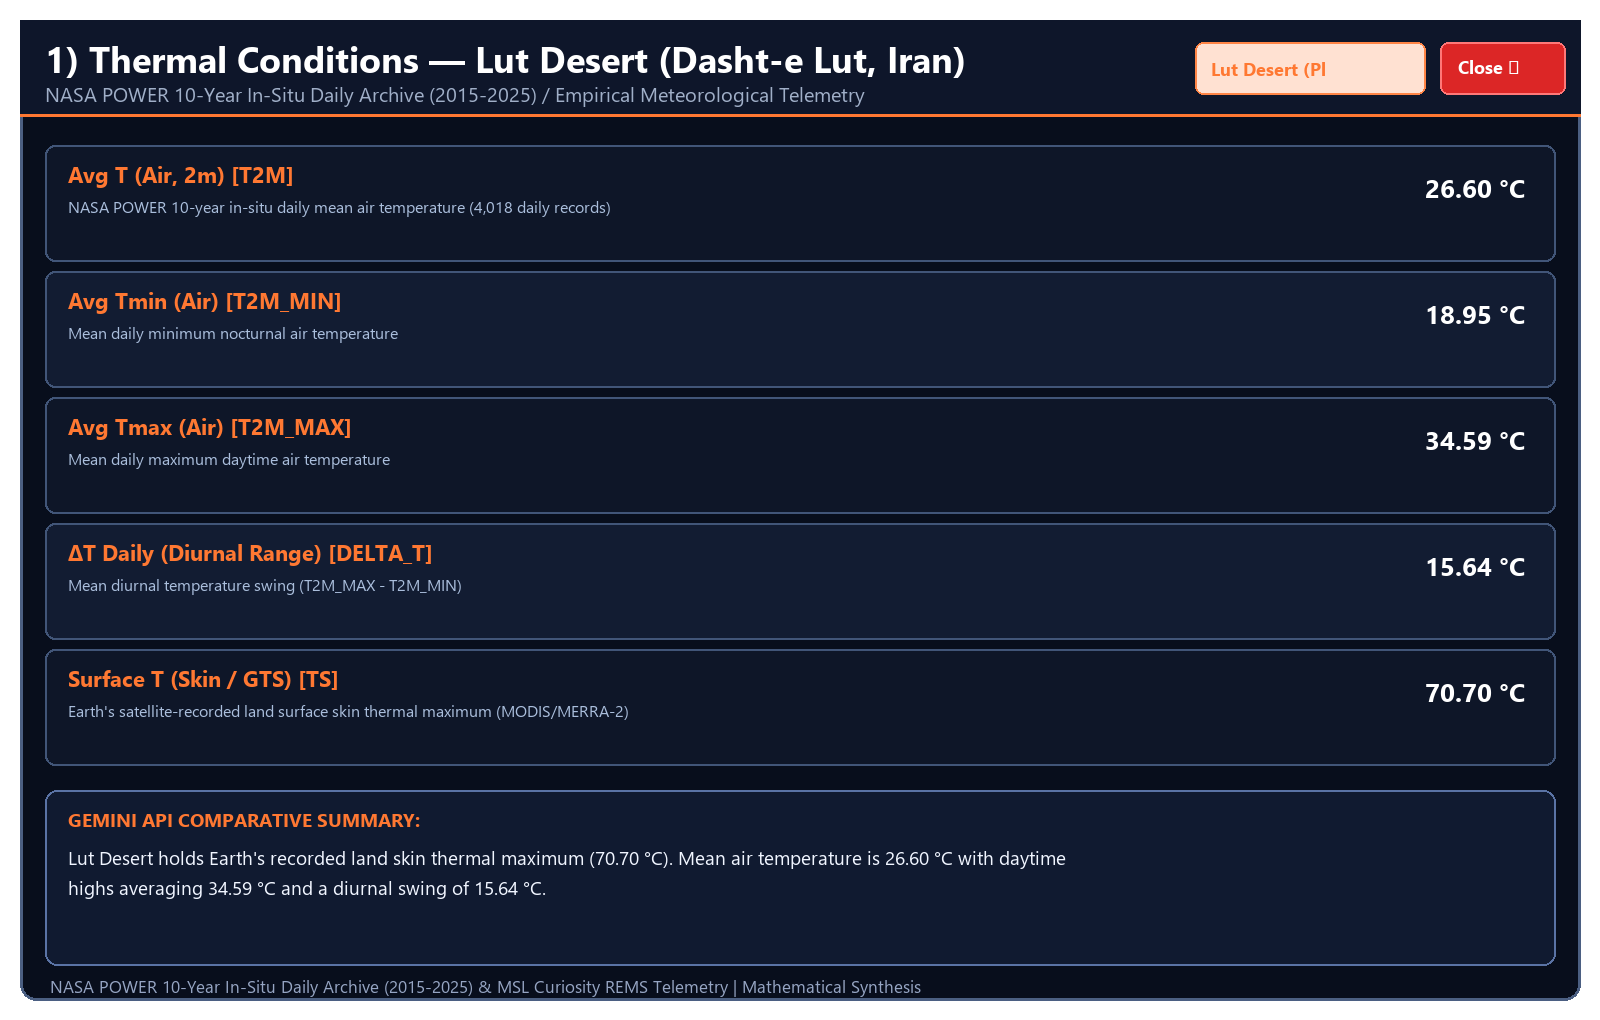 1) Thermal Conditions — Lut Desert (Dasht-e Lut, Iran)
NASA POWER 10-Year In-Situ Daily Archive (2015-2025) / Empirical Meteorological Telemetry
Lut Desert (Pl
Close
Avg T (Air, 2m) [T2M]
NASA POWER 10-year in-situ daily mean air temperature (4,018 daily records)
26.60 °C
Avg Tmin (Air) [T2M_MIN]
Mean daily minimum nocturnal air temperature
18.95 °C
Avg Tmax (Air) [T2M_MAX]
Mean daily maximum daytime air temperature
34.59 °C
ΔT Daily (Diurnal Range) [DELTA_T]
Mean diurnal temperature swing (T2M_MAX - T2M_MIN)
15.64 °C
Surface T (Skin / GTS) [TS]
Earth's satellite-recorded land surface skin thermal maximum (MODIS/MERRA-2)
70.70 °C
GEMINI API COMPARATIVE SUMMARY:
Lut Desert holds Earth's recorded land skin thermal maximum (70.70 °C). Mean air temperature is 26.60 °C with daytime
highs averaging 34.59 °C and a diurnal swing of 15.64 °C.
NASA POWER 10-Year In-Situ Daily Archive (2015-2025) & MSL Curiosity REMS Telemetry | Mathematical Synthesis